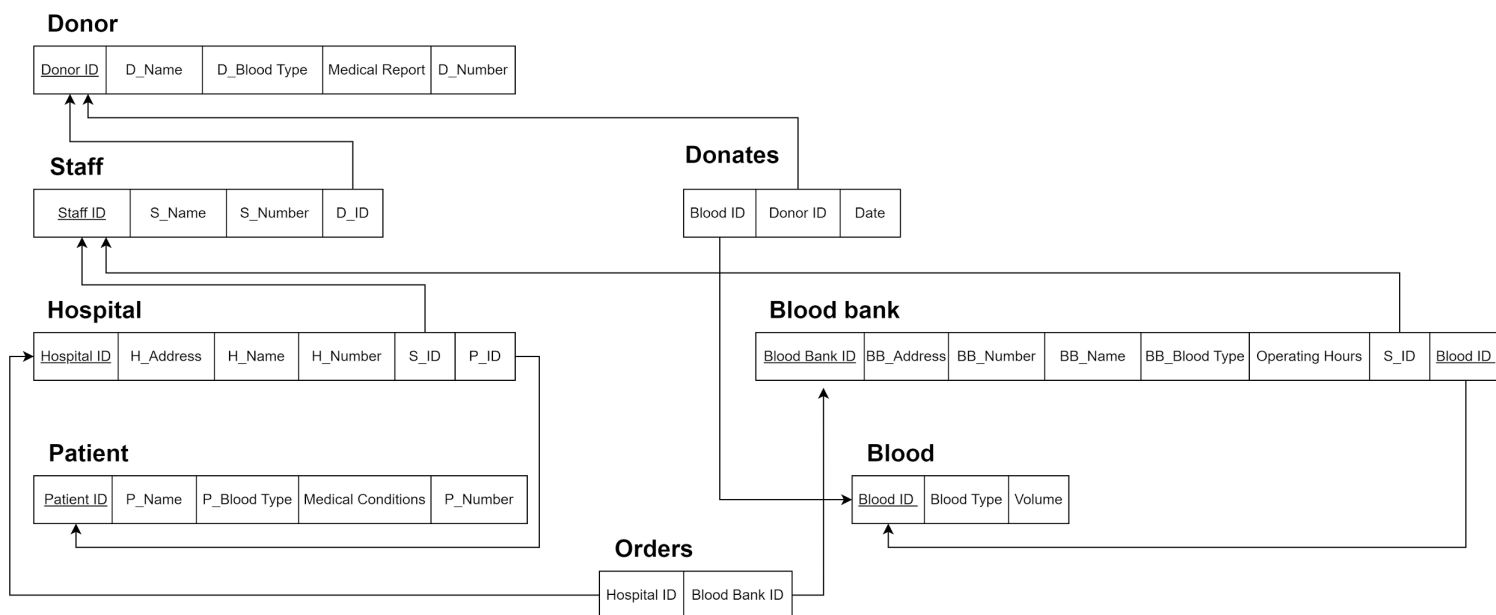 Donor
Donor ID D_Name D_Blood Type Medical Report D_Number
Staff
Staff ID S_Name S_Number D_ID
Donates
Blood ID Donor ID Date
Hospital
Hospital ID H_Address H_Name H_Number S_ID P_ID
Blood bank
Blood Bank ID BB_Address BB_Number BB_Name BB_Blood Type Operating Hours S_ID Blood ID
Patient
Patient ID P_Name P_Blood Type Medical Conditions P_Number
Blood
Blood ID Blood Type Volume
Orders
Hospital ID Blood Bank ID